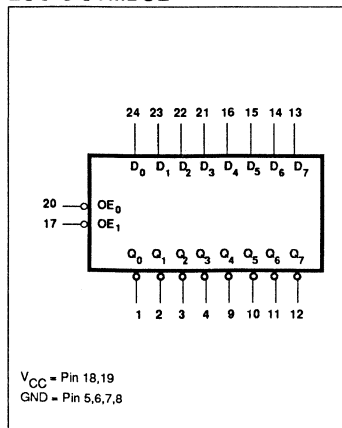 24 23 22 21 16 15 14 13
D0 D1 D2 D3 D4 D5 D6 D7
20 OE0
17 OE1
Q0 Q1 Q2 Q3 Q4 Q5 Q6 Q7
1 2 3 4 9 10 11 12
VCC = Pin 18,19
GND = Pin 5,6,7,8